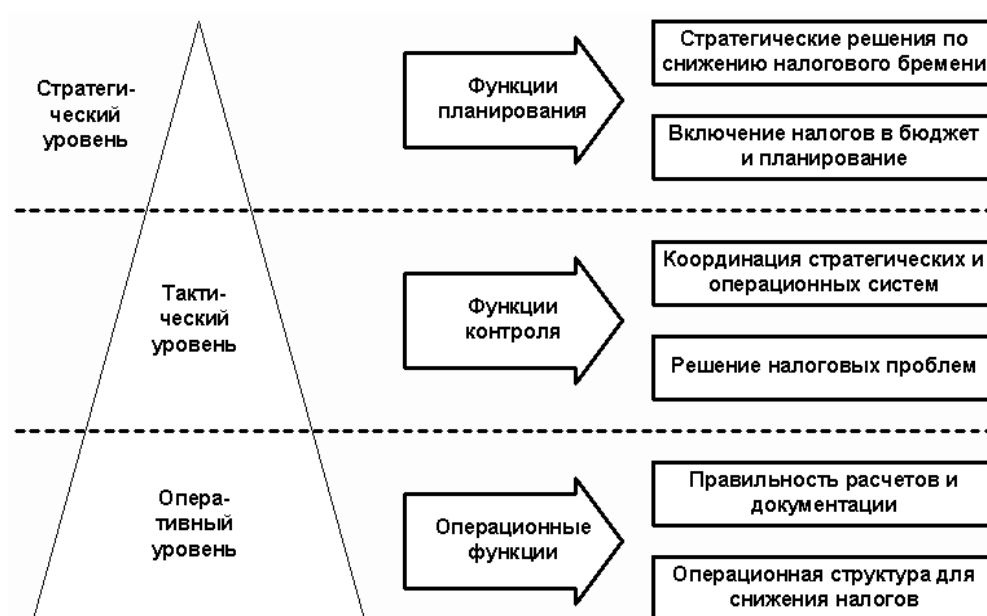 Стратеги-
ческий
уровень
Функции
планирования
Стратегические решения по
снижению налогового бремени
Включение налогов в бюджет
и планирование
Такти-
ческий
уровень
Функции
контроля
Координация стратегических и
операционных систем
Решение налоговых проблем
Опера-
тивный
уровень
Операционные
функции
Правильность расчетов и
документации
Операционная структура для
снижения налогов